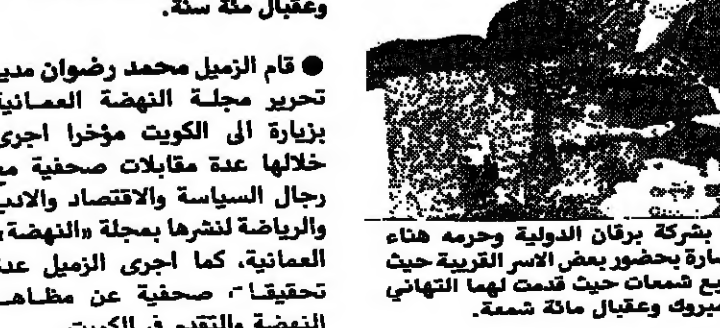 وعقبال مئة سنة.
● قام الزميل محمد رضوان مدير
تحرير مجلة النهضة العمانية
بزيارة الى الكويت مؤخرا اجرى
خلالها عدة مقابلات صحفية مع
رجال السياسة والاقتصاد والادب
والرياضة لنشرها بمجلة «النهضة»
العمانية، كما اجرى الزميل عدة
تحقيقات صحفية عن مظاهر
النهضة والتقدم في الكويت
بشركة برقان الدولية وحرمه هناء
سارة بحضور بعض الاسر القريبة حيث
شمعات حيث قدمت لهما التهاني
وعقبال مائة شمعة.